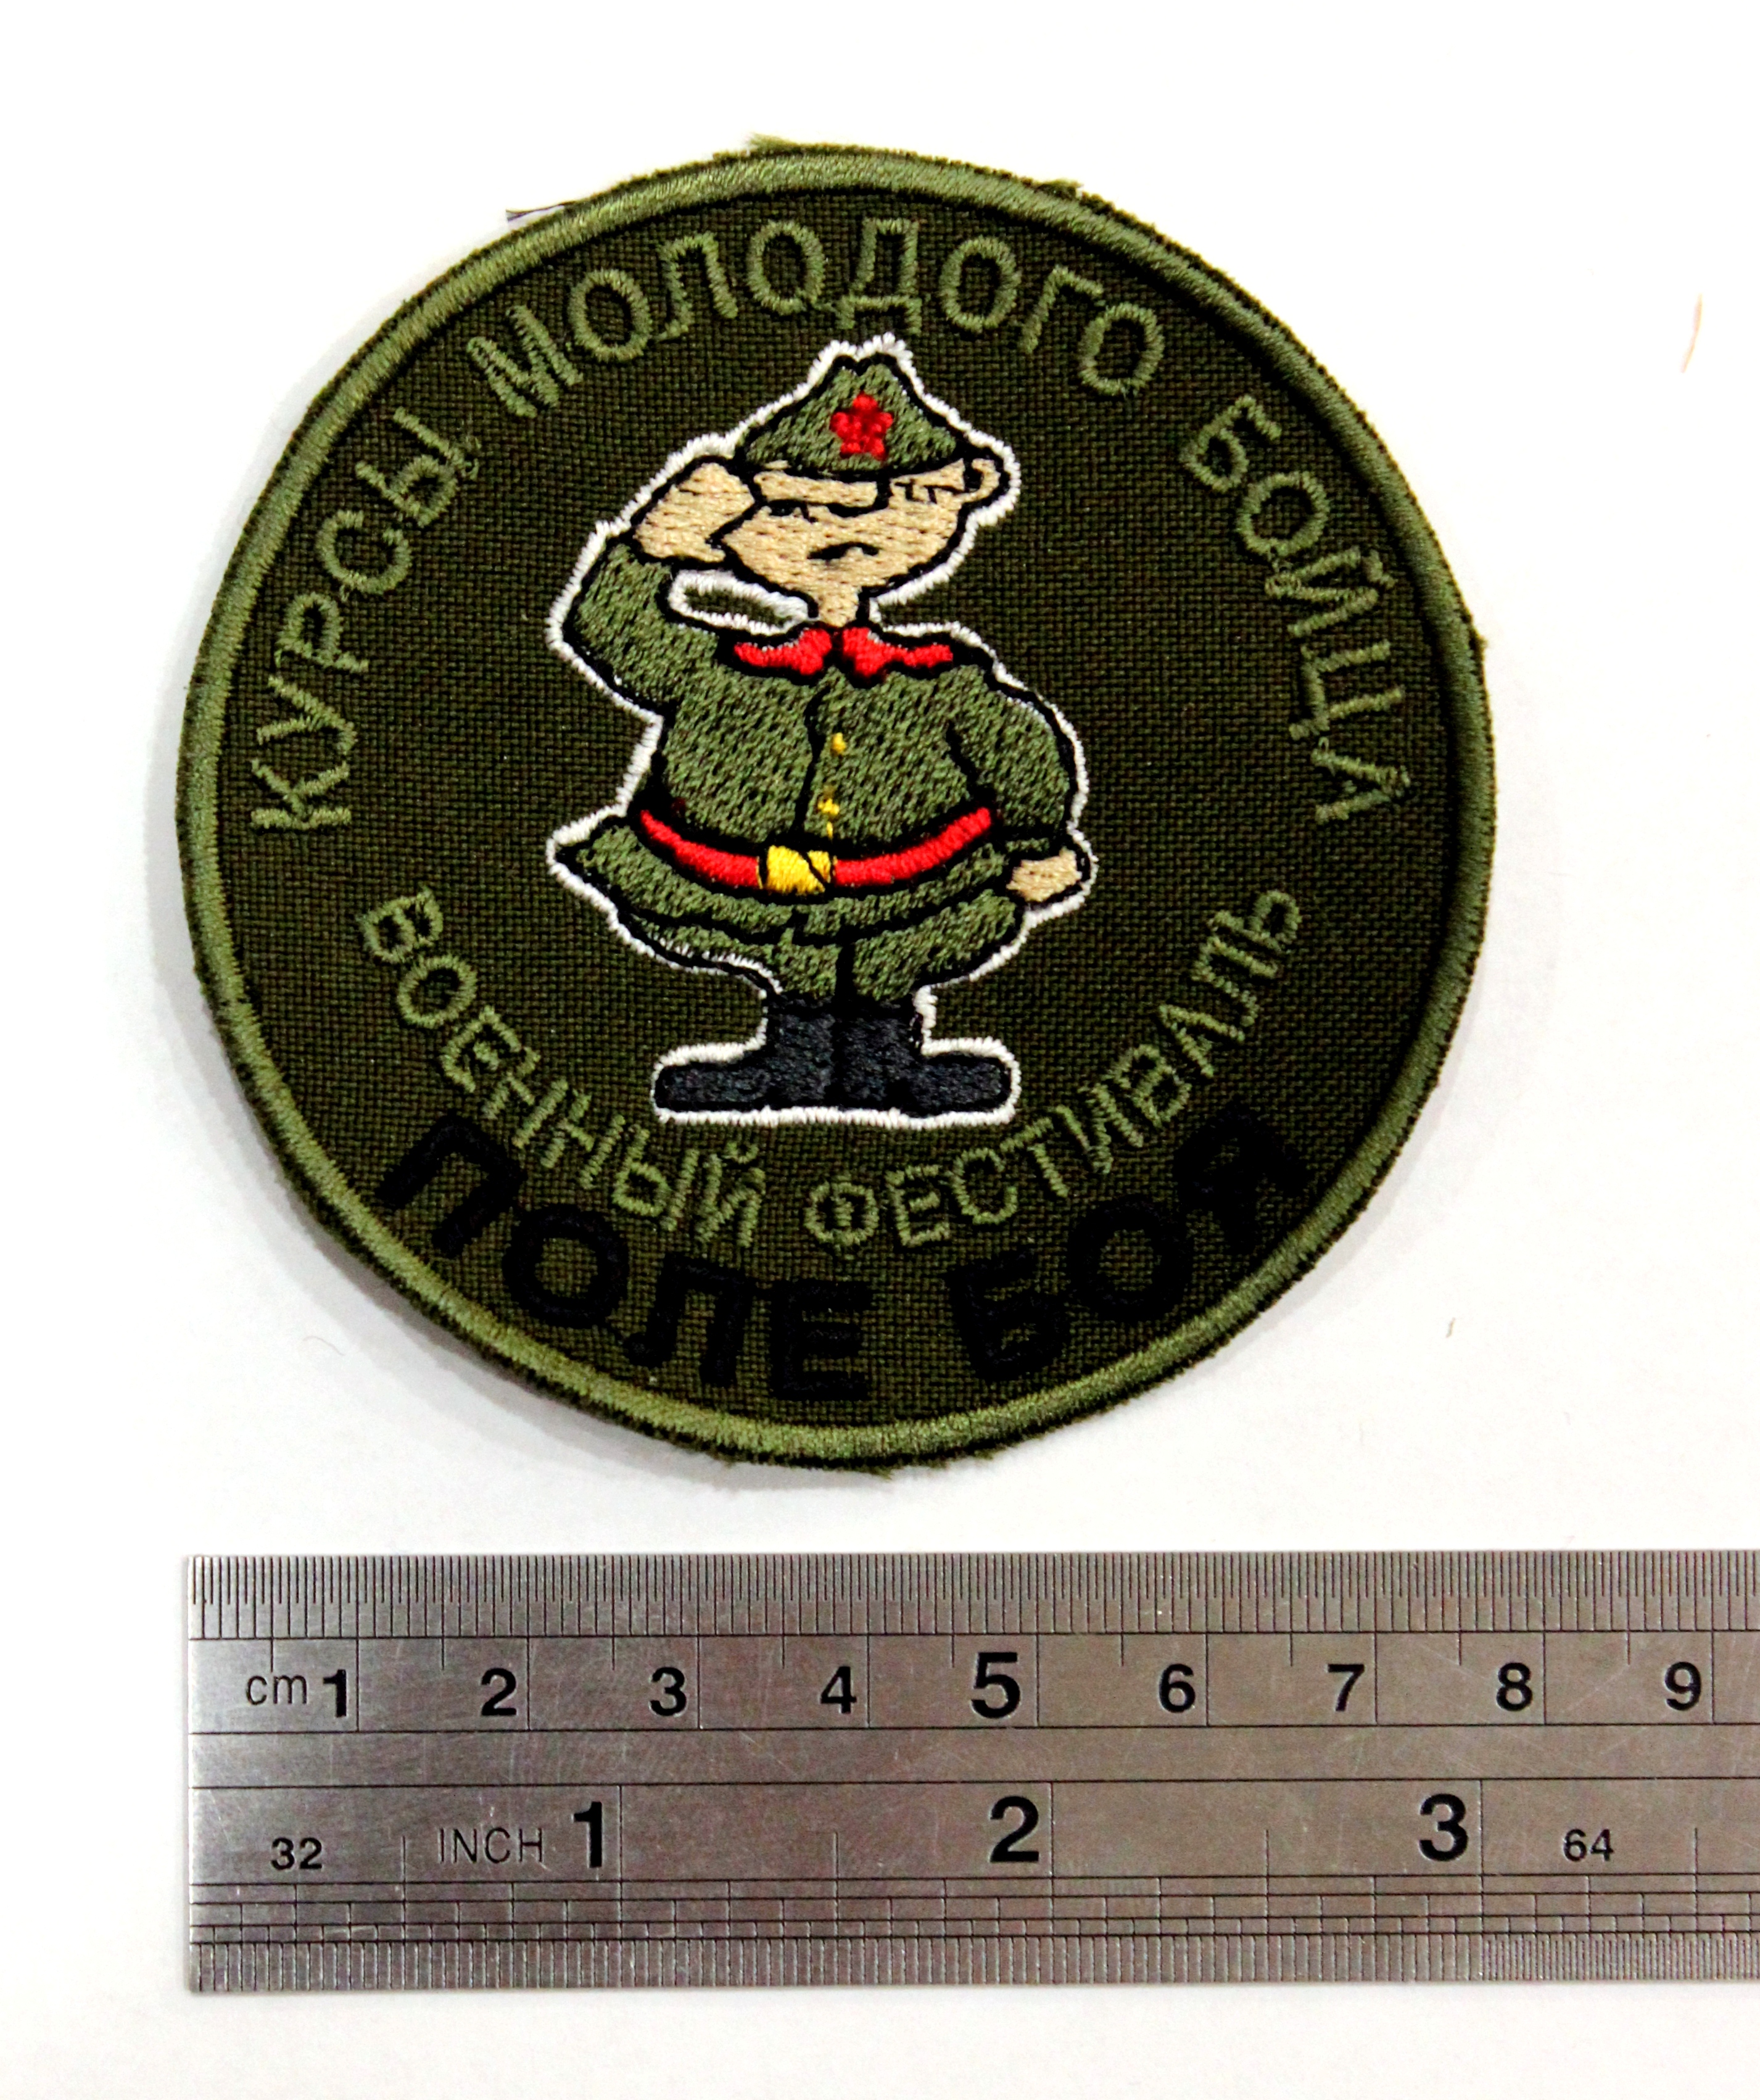 КУРСЫ МОЛОДОГО БОЙЦА
ВОЕННЫЙ ФЕСТИВАЛЬ
ПОЛЕ БОЯ
cm 1 2 3 4 5 6 7 8 9
32 INCH 1 2 3 64